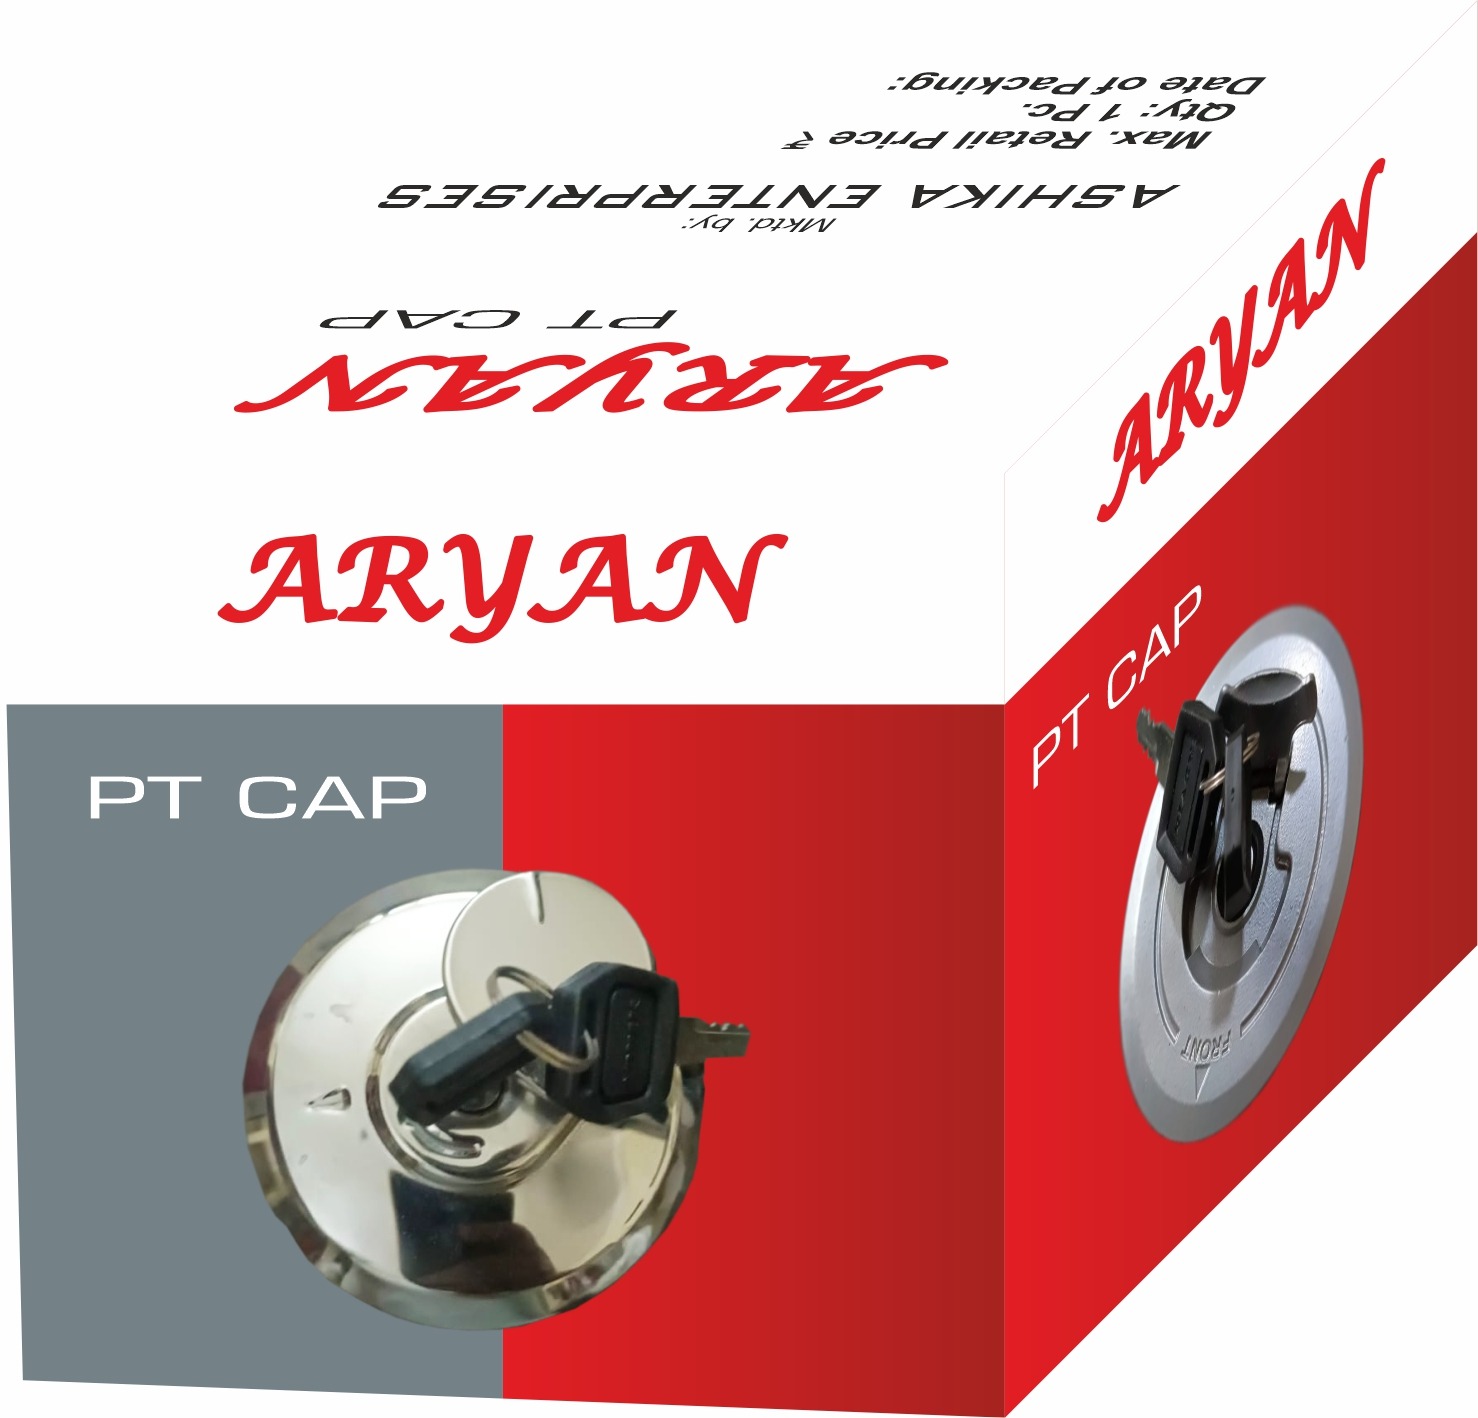 Date of Packing:
Qty: 1 Pc.
Max. Retail Price ₹
ASHIKA ENTERPRISES
Mktd. by:
PT CAP
ARYAN
ARYAN
PT CAP
ARYAN
PT CAP
FRONT